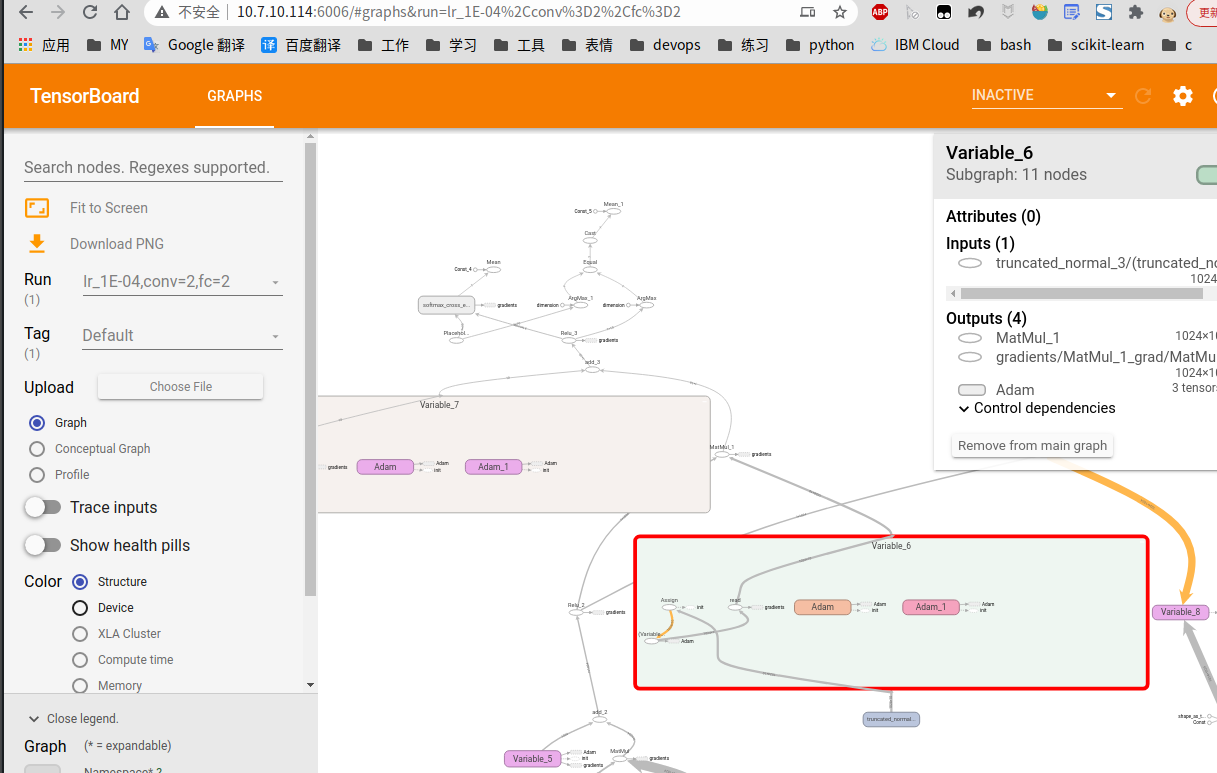 不安全 10.7.10.114:6006/#graphs&run=lr_1E-04%2Cconv%3D2%2Cfc%3D2
ABP
更新
应用 MY Google 翻译 译 百度翻译 工作 学习 工具 表情 devops 练习 python IBM Cloud bash scikit-learn c
TensorBoard GRAPHS INACTIVE
Search nodes. Regexes supported.
Fit to Screen
Download PNG
Run
(1)
lr_1E-04,conv=2,fc=2
Tag
(1)
Default
Upload Choose File
Graph
Conceptual Graph
Profile
Trace inputs
Show health pills
Color Structure
Device
XLA Cluster
Compute time
Memory
Close legend.
Graph (* = expandable)
Namespace* ?
Mean_1
Const_5
Cast
Equal
Mean
Const_4
softmax_cross_e...
gradients
dimension
ArgMax_1
dimension
ArgMax
Placehol...
Relu_3
gradients
add_3
Variable_7
gradients
Adam
Adam
init
Adam_1
Adam
init
MatMul_1
gradients
Variable_6
Assign
init
read
gradients
Adam
Adam
init
Adam_1
Adam
init
(Variable...
Adam
Relu_2
gradients
truncated_normal...
add_2
Variable_5
Adam
init
gradients
MatMul
gradients
Variable_8
shape_as_t...
Const
Variable_6
Subgraph: 11 nodes
Attributes (0)
Inputs (1)
truncated_normal_3/(truncated_no
1024
Outputs (4)
MatMul_1 1024×10
gradients/MatMul_1_grad/MatMu
1024×10
Adam 3 tensors
Control dependencies
Remove from main graph